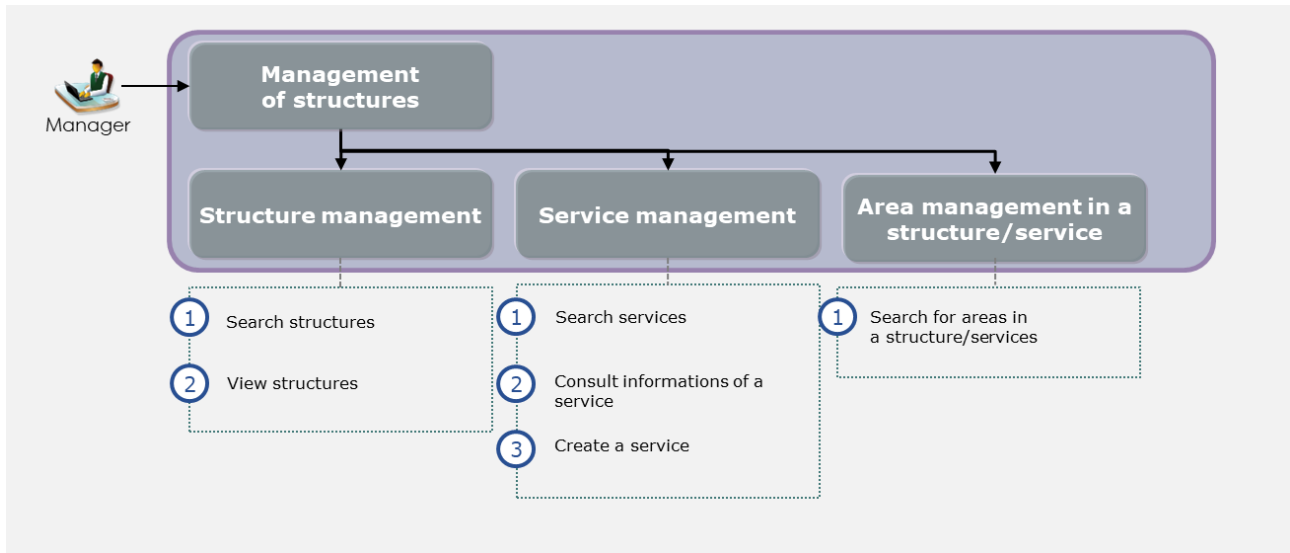 Manager
Management
of structures
Structure management
Service management
Area management in a
structure/service
1
Search structures
2
View structures
1
Search services
2
Consult informations of a
service
3
Create a service
1
Search for areas in
a structure/services